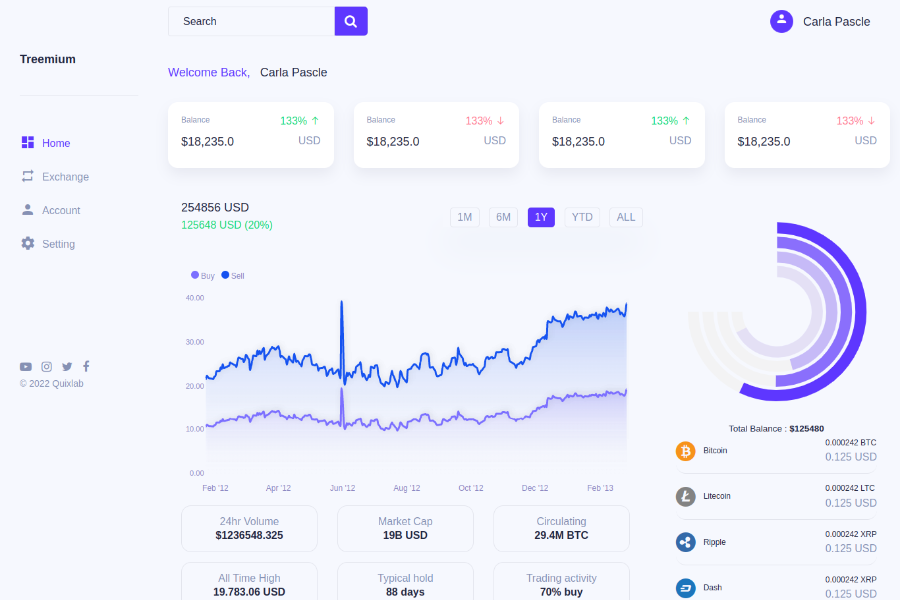 Search
Carla Pascle
Treemium
Welcome Back, Carla Pascle
Balance 133%
$18,235.0 USD
Balance 133%
$18,235.0 USD
Balance 133%
$18,235.0 USD
Balance 133%
$18,235.0 USD
Home
Exchange
Account
Setting
© 2022 Quixlab
254856 USD
125648 USD (20%)
1M 6M 1Y YTD ALL
Buy Sell
40.00
30.00
20.00
10.00
0.00
Feb '12 Apr '12 Jun '12 Aug '12 Oct '12 Dec '12 Feb '13
24hr Volume
$1236548.325
Market Cap
19B USD
Circulating
29.4M BTC
All Time High
19.783.06 USD
Typical hold
88 days
Trading activity
70% buy
Total Balance : $125480
Bitcoin
0.000242 BTC
0.125 USD
Litecoin
0.000242 LTC
0.125 USD
Ripple
0.000242 XRP
0.125 USD
Dash
0.000242 XRP
0.125 USD